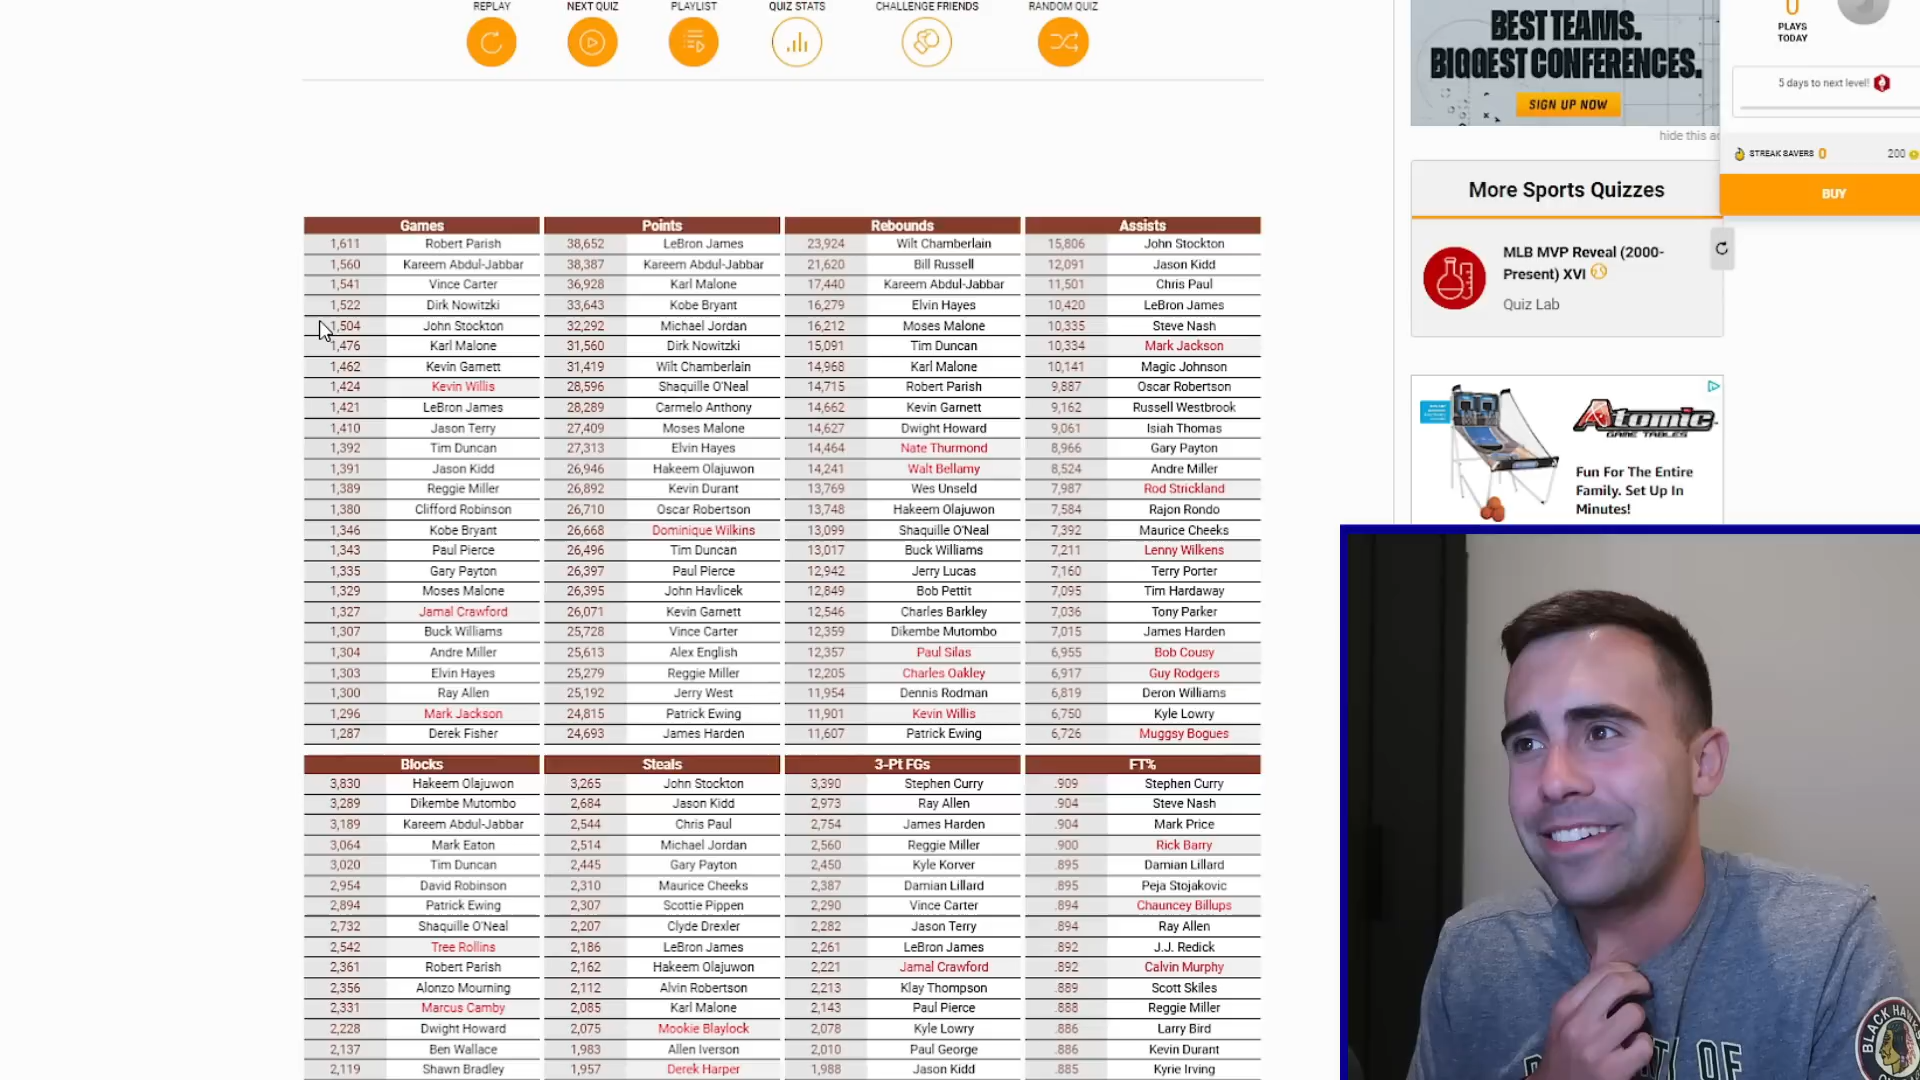 REPLAY NEXT QUIZ PLAYLIST QUIZ STATS CHALLENGE FRIENDS RANDOM QUIZ
BEST TEAMS.
BIGGEST CONFERENCES.
SIGN UP NOW
hide this
0
PLAYS
TODAY
5 days to next level!
STREAK SAVERS 0 200
BUY
More Sports Quizzes
MLB MVP Reveal (2000-
Present) XVI
Quiz Lab
Atomic
GAME TABLES
Fun For The Entire
Family. Set Up In
Minutes!
Games Points Rebounds Assists
1,611 Robert Parish 38,652 LeBron James 23,924 Wilt Chamberlain 15,806 John Stockton
1,560 Kareem Abdul-Jabbar 38,387 Kareem Abdul-Jabbar 21,620 Bill Russell 12,091 Jason Kidd
1,541 Vince Carter 36,928 Karl Malone 17,440 Kareem Abdul-Jabbar 11,501 Chris Paul
1,522 Dirk Nowitzki 33,643 Kobe Bryant 16,279 Elvin Hayes 10,420 LeBron James
1,504 John Stockton 32,292 Michael Jordan 16,212 Moses Malone 10,335 Steve Nash
1,476 Karl Malone 31,560 Dirk Nowitzki 15,091 Tim Duncan 10,334 Mark Jackson
1,462 Kevin Garnett 31,419 Wilt Chamberlain 14,968 Karl Malone 10,141 Magic Johnson
1,424 Kevin Willis 28,596 Shaquille O'Neal 14,715 Robert Parish 9,887 Oscar Robertson
1,421 LeBron James 28,289 Carmelo Anthony 14,662 Kevin Garnett 9,162 Russell Westbrook
1,410 Jason Terry 27,409 Moses Malone 14,627 Dwight Howard 9,061 Isiah Thomas
1,392 Tim Duncan 27,313 Elvin Hayes 14,464 Nate Thurmond 8,966 Gary Payton
1,391 Jason Kidd 26,946 Hakeem Olajuwon 14,241 Walt Bellamy 8,524 Andre Miller
1,389 Reggie Miller 26,892 Kevin Durant 13,769 Wes Unseld 7,987 Rod Strickland
1,380 Clifford Robinson 26,710 Oscar Robertson 13,748 Hakeem Olajuwon 7,584 Rajon Rondo
1,346 Kobe Bryant 26,668 Dominique Wilkins 13,099 Shaquille O'Neal 7,392 Maurice Cheeks
1,343 Paul Pierce 26,496 Tim Duncan 13,017 Buck Williams 7,211 Lenny Wilkens
1,335 Gary Payton 26,397 Paul Pierce 12,942 Jerry Lucas 7,160 Terry Porter
1,329 Moses Malone 26,395 John Havlicek 12,849 Bob Pettit 7,095 Tim Hardaway
1,327 Jamal Crawford 26,071 Kevin Garnett 12,546 Charles Barkley 7,036 Tony Parker
1,307 Buck Williams 25,728 Vince Carter 12,359 Dikembe Mutombo 7,015 James Harden
1,304 Andre Miller 25,613 Alex English 12,357 Paul Silas 6,955 Bob Cousy
1,303 Elvin Hayes 25,279 Reggie Miller 12,205 Charles Oakley 6,917 Guy Rodgers
1,300 Ray Allen 25,192 Jerry West 11,954 Dennis Rodman 6,819 Deron Williams
1,296 Mark Jackson 24,815 Patrick Ewing 11,901 Kevin Willis 6,750 Kyle Lowry
1,287 Derek Fisher 24,693 James Harden 11,607 Patrick Ewing 6,726 Muggsy Bogues
Blocks Steals 3-Pt FGs FT%
3,830 Hakeem Olajuwon 3,265 John Stockton 3,390 Stephen Curry .909 Stephen Curry
3,289 Dikembe Mutombo 2,684 Jason Kidd 2,973 Ray Allen .904 Steve Nash
3,189 Kareem Abdul-Jabbar 2,544 Chris Paul 2,754 James Harden .904 Mark Price
3,064 Mark Eaton 2,514 Michael Jordan 2,560 Reggie Miller .900 Rick Barry
3,020 Tim Duncan 2,445 Gary Payton 2,450 Kyle Korver .895 Damian Lillard
2,954 David Robinson 2,310 Maurice Cheeks 2,387 Damian Lillard .895 Peja Stojakovic
2,894 Patrick Ewing 2,307 Scottie Pippen 2,290 Vince Carter .894 Chauncey Billups
2,732 Shaquille O'Neal 2,207 Clyde Drexler 2,282 Jason Terry .894 Ray Allen
2,542 Tree Rollins 2,186 LeBron James 2,261 LeBron James .892 J.J. Redick
2,361 Robert Parish 2,162 Hakeem Olajuwon 2,221 Jamal Crawford .892 Calvin Murphy
2,356 Alonzo Mourning 2,112 Alvin Robertson 2,213 Klay Thompson .889 Scott Skiles
2,331 Marcus Camby 2,085 Karl Malone 2,143 Paul Pierce .888 Reggie Miller
2,228 Dwight Howard 2,075 Mookie Blaylock 2,078 Kyle Lowry .886 Larry Bird
2,137 Ben Wallace 1,983 Allen Iverson 2,010 Paul George .886 Kevin Durant
2,119 Shawn Bradley 1,957 Derek Harper 1,988 Jason Kidd .885 Kyrie Irving
BLACK HAWKS
OF